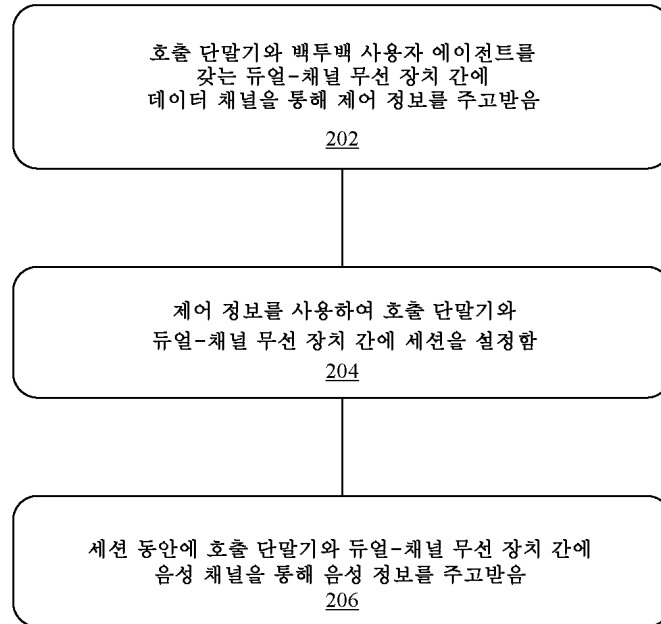 호출 단말기와 백투백 사용자 에이전트를
갖는 듀얼-채널 무선 장치 간에
데이터 채널을 통해 제어 정보를 주고받음
202
제어 정보를 사용하여 호출 단말기와
듀얼-채널 무선 장치 간에 세션을 설정함
204
세션 동안에 호출 단말기와 듀얼-채널 무선 장치 간에
음성 채널을 통해 음성 정보를 주고받음
206